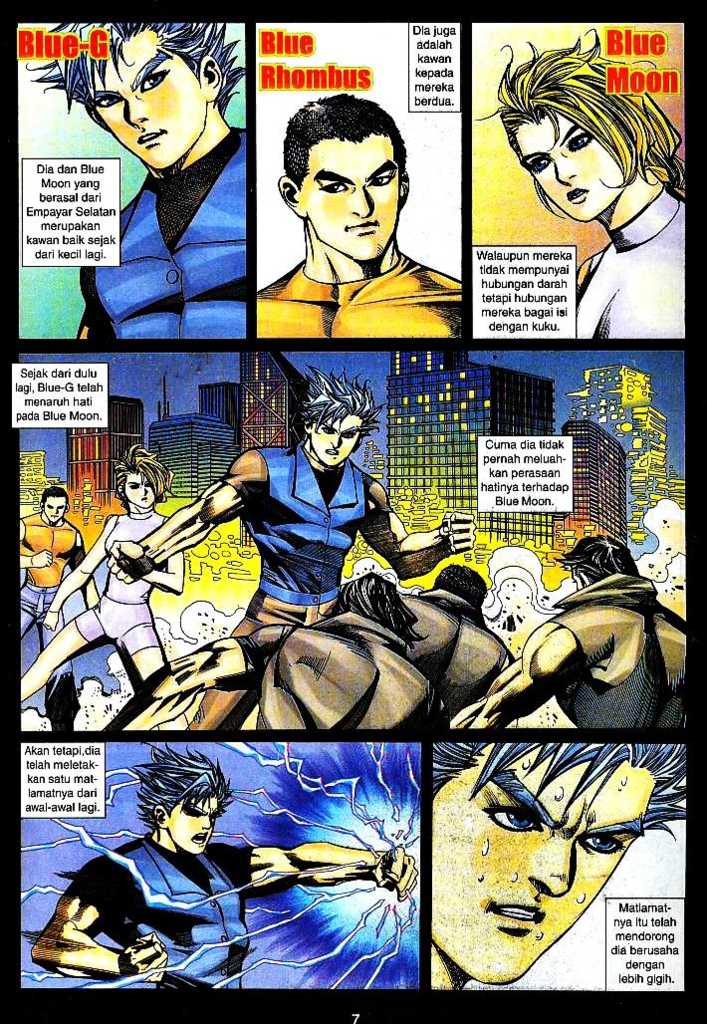 Blue-G
Dia dan Blue
Moon yang
berasal dari
Empayar Selatan
merupakan
kawan baik sejak
dari kecil lagi.
Blue
Rhombus
Dia juga
adalah
kawan
kepada
mereka
berdua.
Blue
Moon
Walaupun mereka
tidak mempunyai
hubungan darah
tetapi hubungan
mereka bagai isi
dengan kuku.
Sejak dari dulu
lagi, Blue-G telah
menaruh hati
pada Blue Moon.
Cuma dia tidak
pernah meluah-
kan perasaan
hatinya terhadap
Blue Moon.
Akan tetapi,dia
telah meletak-
kan satu mat-
lamatnya dari
awal-awal lagi.
Matlamat-
nya itu telah
mendorong
dia berusaha
dengan
lebih gigih.
7